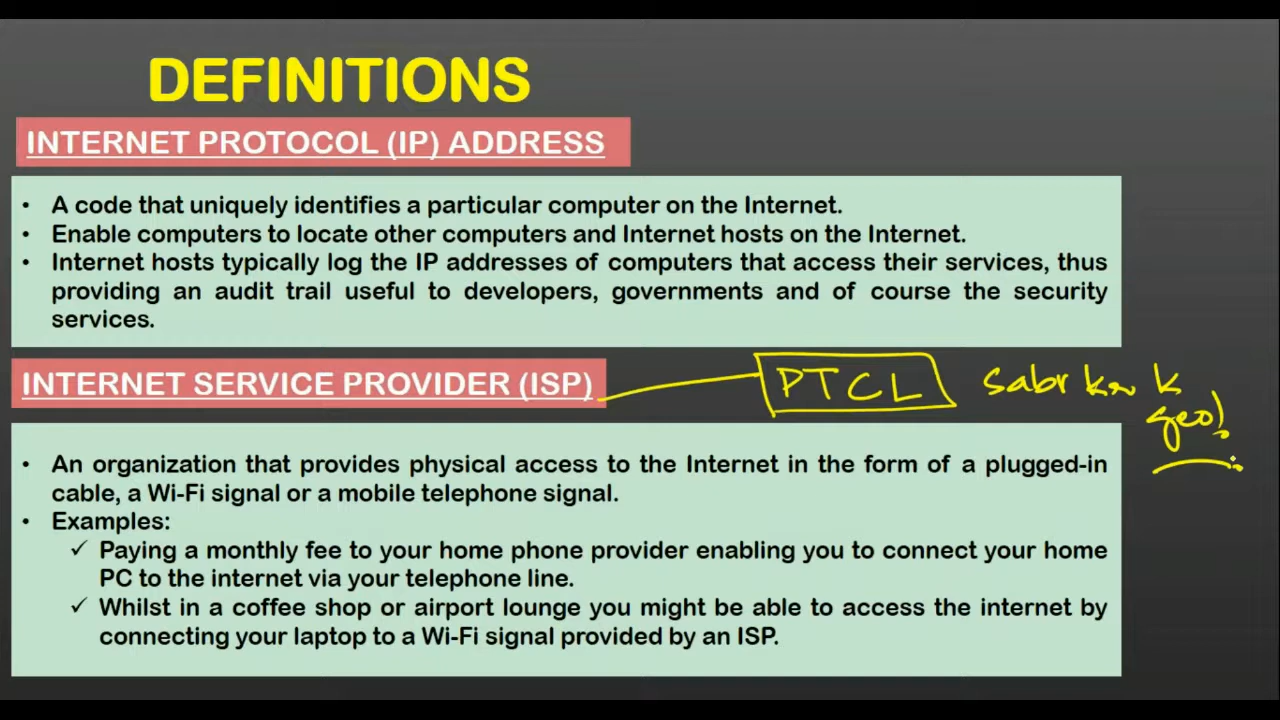 DEFINITIONS
INTERNET PROTOCOL (IP) ADDRESS
• A code that uniquely identifies a particular computer on the Internet.
• Enable computers to locate other computers and Internet hosts on the Internet.
• Internet hosts typically log the IP addresses of computers that access their services, thus
providing an audit trail useful to developers, governments and of course the security
services.
INTERNET SERVICE PROVIDER (ISP)
PTCL
sabr k
geo!
• An organization that provides physical access to the Internet in the form of a plugged-in
cable, a Wi-Fi signal or a mobile telephone signal.
• Examples:
✓ Paying a monthly fee to your home phone provider enabling you to connect your home
PC to the internet via your telephone line.
✓ Whilst in a coffee shop or airport lounge you might be able to access the internet by
connecting your laptop to a Wi-Fi signal provided by an ISP.